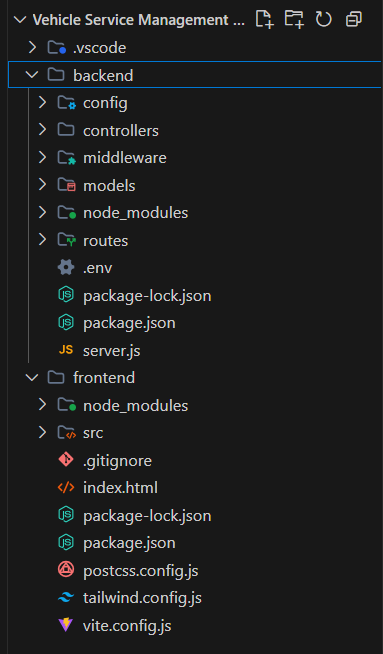 Vehicle Service Management ...
.vscode
backend
config
controllers
middleware
models
node_modules
routes
.env
package-lock.json
package.json
JS server.js
frontend
node_modules
src
.gitignore
index.html
package-lock.json
package.json
postcss.config.js
tailwind.config.js
vite.config.js